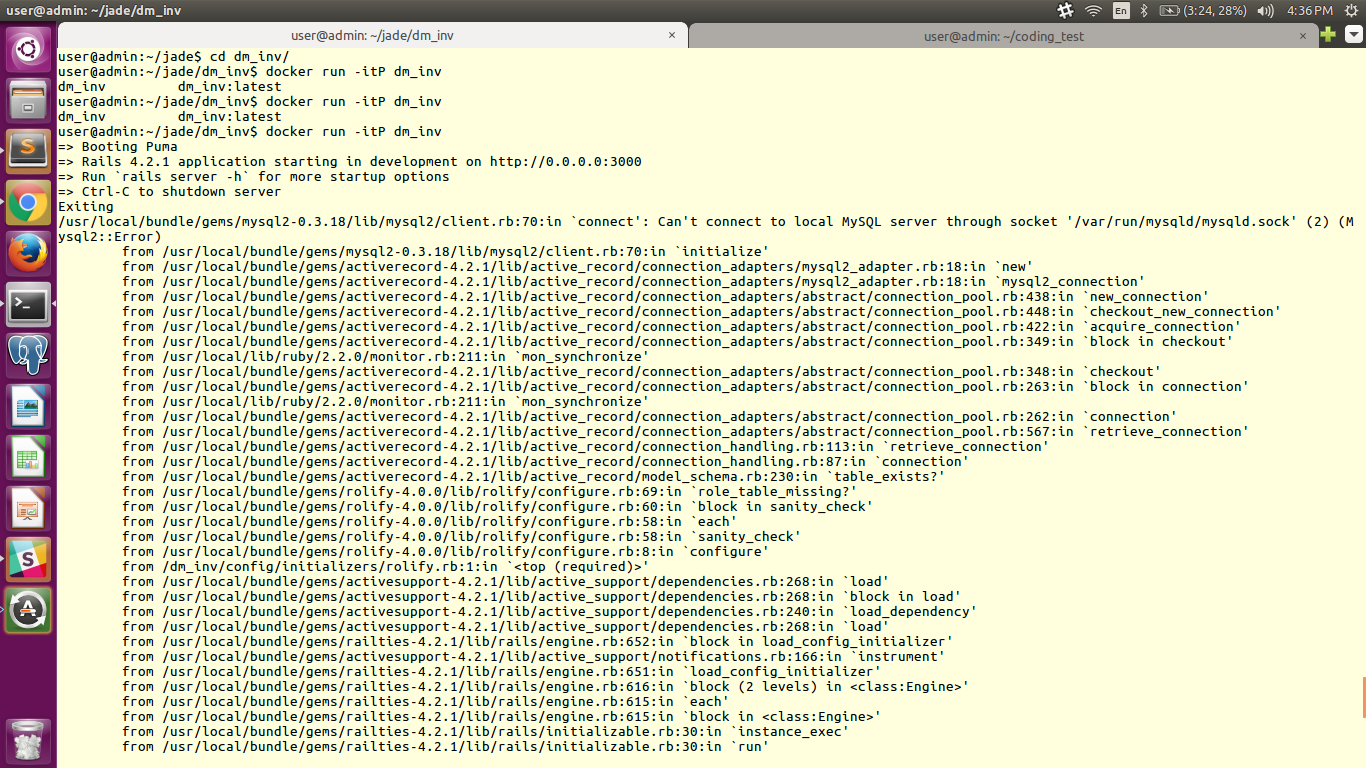 user@admin: ~/jade/dm_inv
En
(3:24, 28%)
4:36 PM
user@admin: ~/jade/dm_inv ×
user@admin: ~/coding_test ×
user@admin:~/jade$ cd dm_inv/
user@admin:~/jade/dm_inv$ docker run -itP dm_inv
dm_inv         dm_inv:latest
user@admin:~/jade/dm_inv$ docker run -itP dm_inv
dm_inv         dm_inv:latest
user@admin:~/jade/dm_inv$ docker run -itP dm_inv
=> Booting Puma
=> Rails 4.2.1 application starting in development on http://0.0.0.0:3000
=> Run `rails server -h` for more startup options
=> Ctrl-C to shutdown server
Exiting
/usr/local/bundle/gems/mysql2-0.3.18/lib/mysql2/client.rb:70:in `connect': Can't connect to local MySQL server through socket '/var/run/mysqld/mysqld.sock' (2) (M
ysql2::Error)
        from /usr/local/bundle/gems/mysql2-0.3.18/lib/mysql2/client.rb:70:in `initialize'
        from /usr/local/bundle/gems/activerecord-4.2.1/lib/active_record/connection_adapters/mysql2_adapter.rb:18:in `new'
        from /usr/local/bundle/gems/activerecord-4.2.1/lib/active_record/connection_adapters/mysql2_adapter.rb:18:in `mysql2_connection'
        from /usr/local/bundle/gems/activerecord-4.2.1/lib/active_record/connection_adapters/abstract/connection_pool.rb:438:in `new_connection'
        from /usr/local/bundle/gems/activerecord-4.2.1/lib/active_record/connection_adapters/abstract/connection_pool.rb:448:in `checkout_new_connection'
        from /usr/local/bundle/gems/activerecord-4.2.1/lib/active_record/connection_adapters/abstract/connection_pool.rb:422:in `acquire_connection'
        from /usr/local/bundle/gems/activerecord-4.2.1/lib/active_record/connection_adapters/abstract/connection_pool.rb:349:in `block in checkout'
        from /usr/local/lib/ruby/2.2.0/monitor.rb:211:in `mon_synchronize'
        from /usr/local/bundle/gems/activerecord-4.2.1/lib/active_record/connection_adapters/abstract/connection_pool.rb:348:in `checkout'
        from /usr/local/bundle/gems/activerecord-4.2.1/lib/active_record/connection_adapters/abstract/connection_pool.rb:263:in `block in connection'
        from /usr/local/lib/ruby/2.2.0/monitor.rb:211:in `mon_synchronize'
        from /usr/local/bundle/gems/activerecord-4.2.1/lib/active_record/connection_adapters/abstract/connection_pool.rb:262:in `connection'
        from /usr/local/bundle/gems/activerecord-4.2.1/lib/active_record/connection_adapters/abstract/connection_pool.rb:567:in `retrieve_connection'
        from /usr/local/bundle/gems/activerecord-4.2.1/lib/active_record/connection_handling.rb:113:in `retrieve_connection'
        from /usr/local/bundle/gems/activerecord-4.2.1/lib/active_record/connection_handling.rb:87:in `connection'
        from /usr/local/bundle/gems/activerecord-4.2.1/lib/active_record/model_schema.rb:230:in `table_exists?'
        from /usr/local/bundle/gems/rolify-4.0.0/lib/rolify/configure.rb:69:in `role_table_missing?'
        from /usr/local/bundle/gems/rolify-4.0.0/lib/rolify/configure.rb:60:in `block in sanity_check'
        from /usr/local/bundle/gems/rolify-4.0.0/lib/rolify/configure.rb:58:in `each'
        from /usr/local/bundle/gems/rolify-4.0.0/lib/rolify/configure.rb:58:in `sanity_check'
        from /usr/local/bundle/gems/rolify-4.0.0/lib/rolify/configure.rb:8:in `configure'
        from /dm_inv/config/initializers/rolify.rb:1:in `<top (required)>'
        from /usr/local/bundle/gems/activesupport-4.2.1/lib/active_support/dependencies.rb:268:in `load'
        from /usr/local/bundle/gems/activesupport-4.2.1/lib/active_support/dependencies.rb:268:in `block in load'
        from /usr/local/bundle/gems/activesupport-4.2.1/lib/active_support/dependencies.rb:240:in `load_dependency'
        from /usr/local/bundle/gems/activesupport-4.2.1/lib/active_support/dependencies.rb:268:in `load'
        from /usr/local/bundle/gems/railties-4.2.1/lib/rails/engine.rb:652:in `block in load_config_initializer'
        from /usr/local/bundle/gems/activesupport-4.2.1/lib/active_support/notifications.rb:166:in `instrument'
        from /usr/local/bundle/gems/railties-4.2.1/lib/rails/engine.rb:651:in `load_config_initializer'
        from /usr/local/bundle/gems/railties-4.2.1/lib/rails/engine.rb:616:in `block (2 levels) in <class:Engine>'
        from /usr/local/bundle/gems/railties-4.2.1/lib/rails/engine.rb:615:in `each'
        from /usr/local/bundle/gems/railties-4.2.1/lib/rails/engine.rb:615:in `block in <class:Engine>'
        from /usr/local/bundle/gems/railties-4.2.1/lib/rails/initializable.rb:30:in `instance_exec'
        from /usr/local/bundle/gems/railties-4.2.1/lib/rails/initializable.rb:30:in `run'